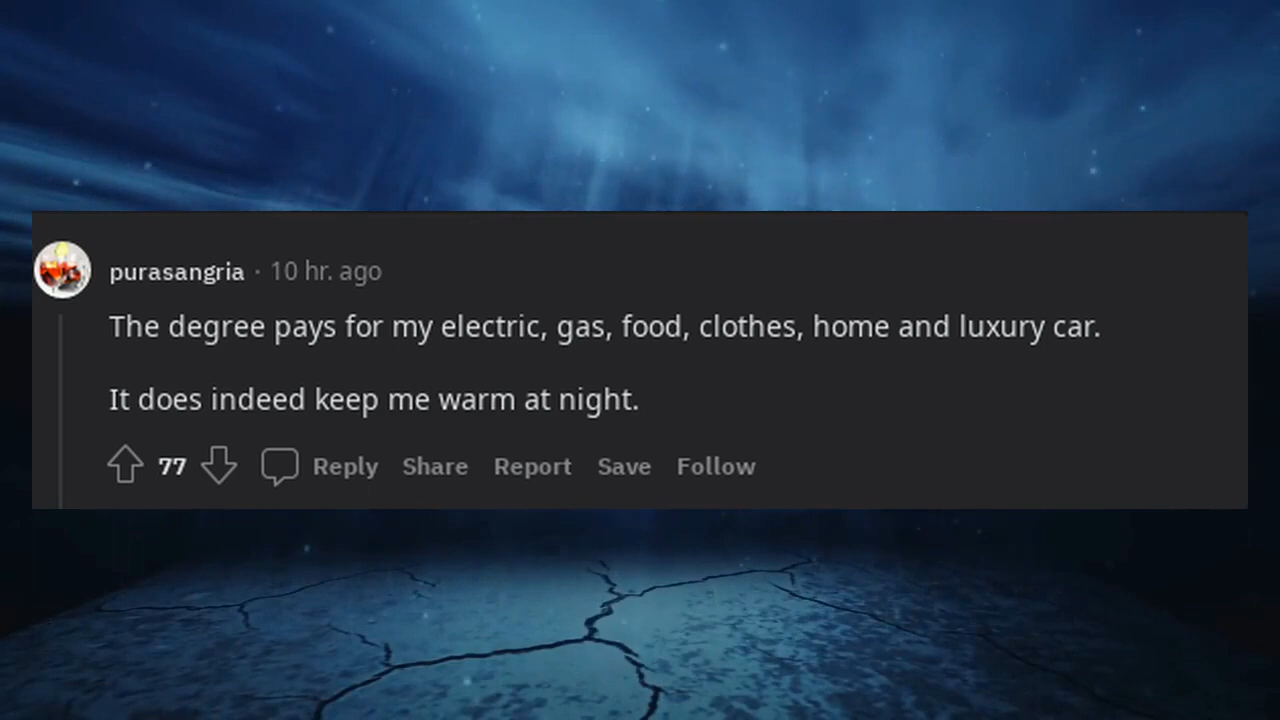 purasangria · 10 hr. ago
The degree pays for my electric, gas, food, clothes, home and luxury car.
It does indeed keep me warm at night.
77 Reply Share Report Save Follow